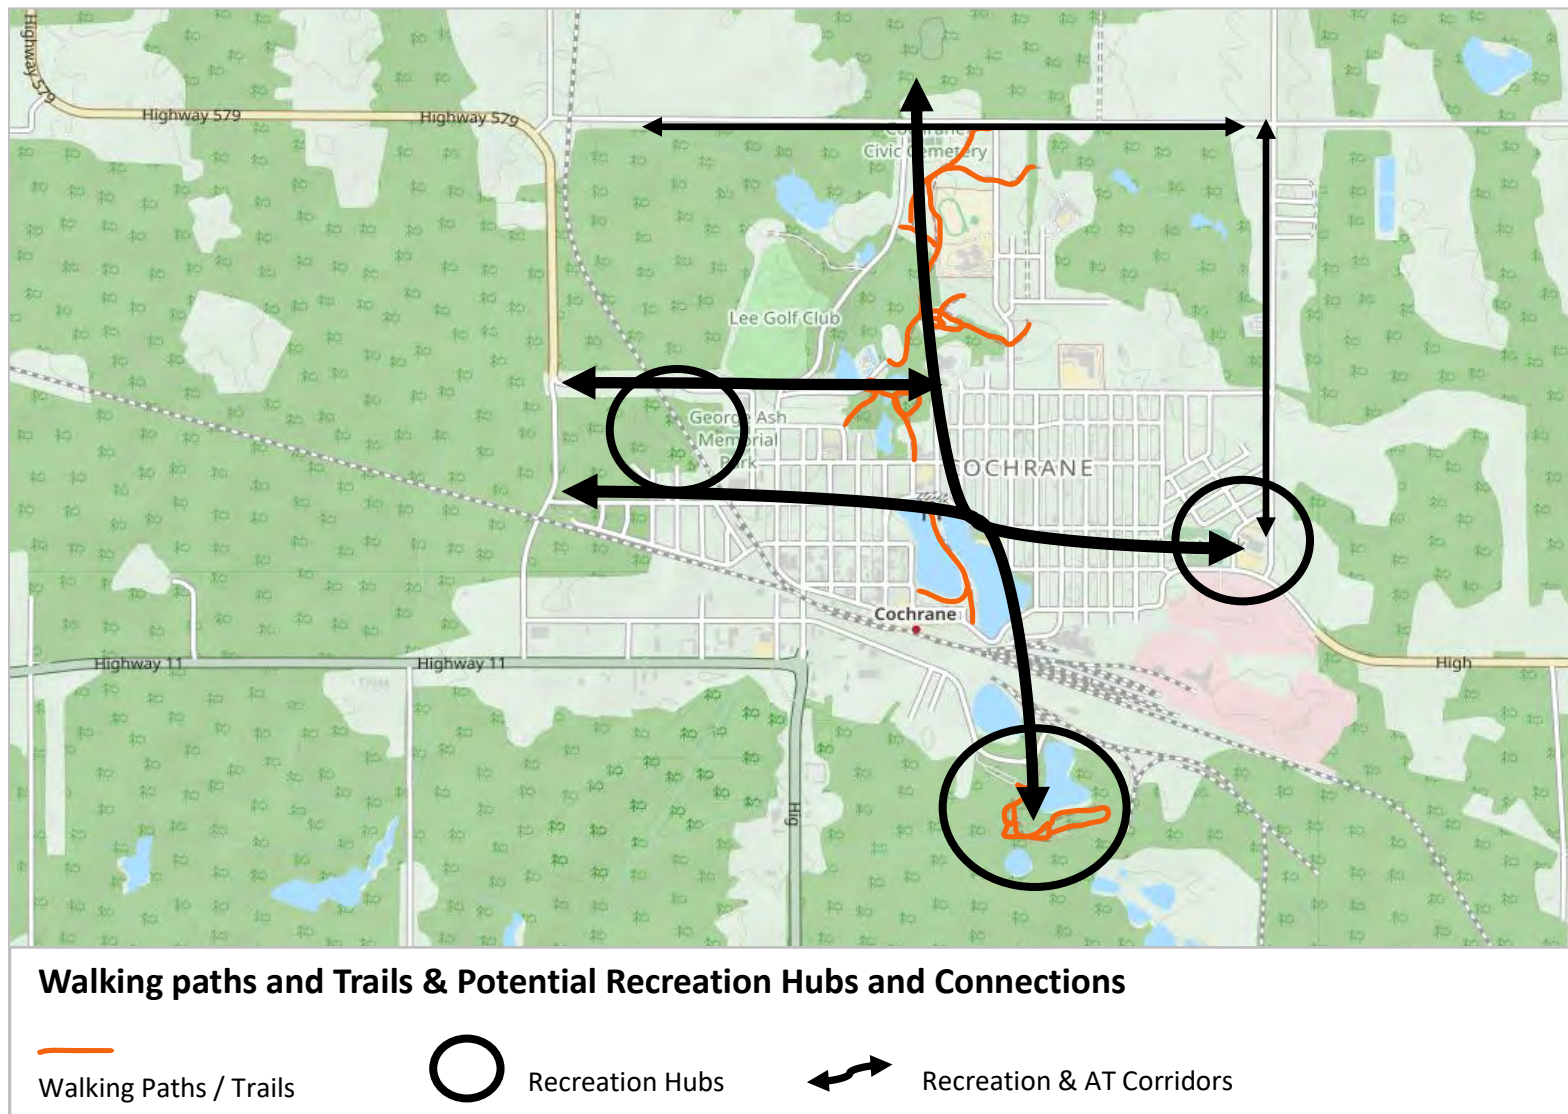 Highway 579
Highway 579
Highway 579
Cochrane
Civic Cemetery
Lee Golf Club
George Ash
Memorial
Park
COCHRANE
Cochrane
Highway 11
Highway 11
High
Hig
Walking paths and Trails & Potential Recreation Hubs and Connections
Walking Paths / Trails
Recreation Hubs
Recreation & AT Corridors